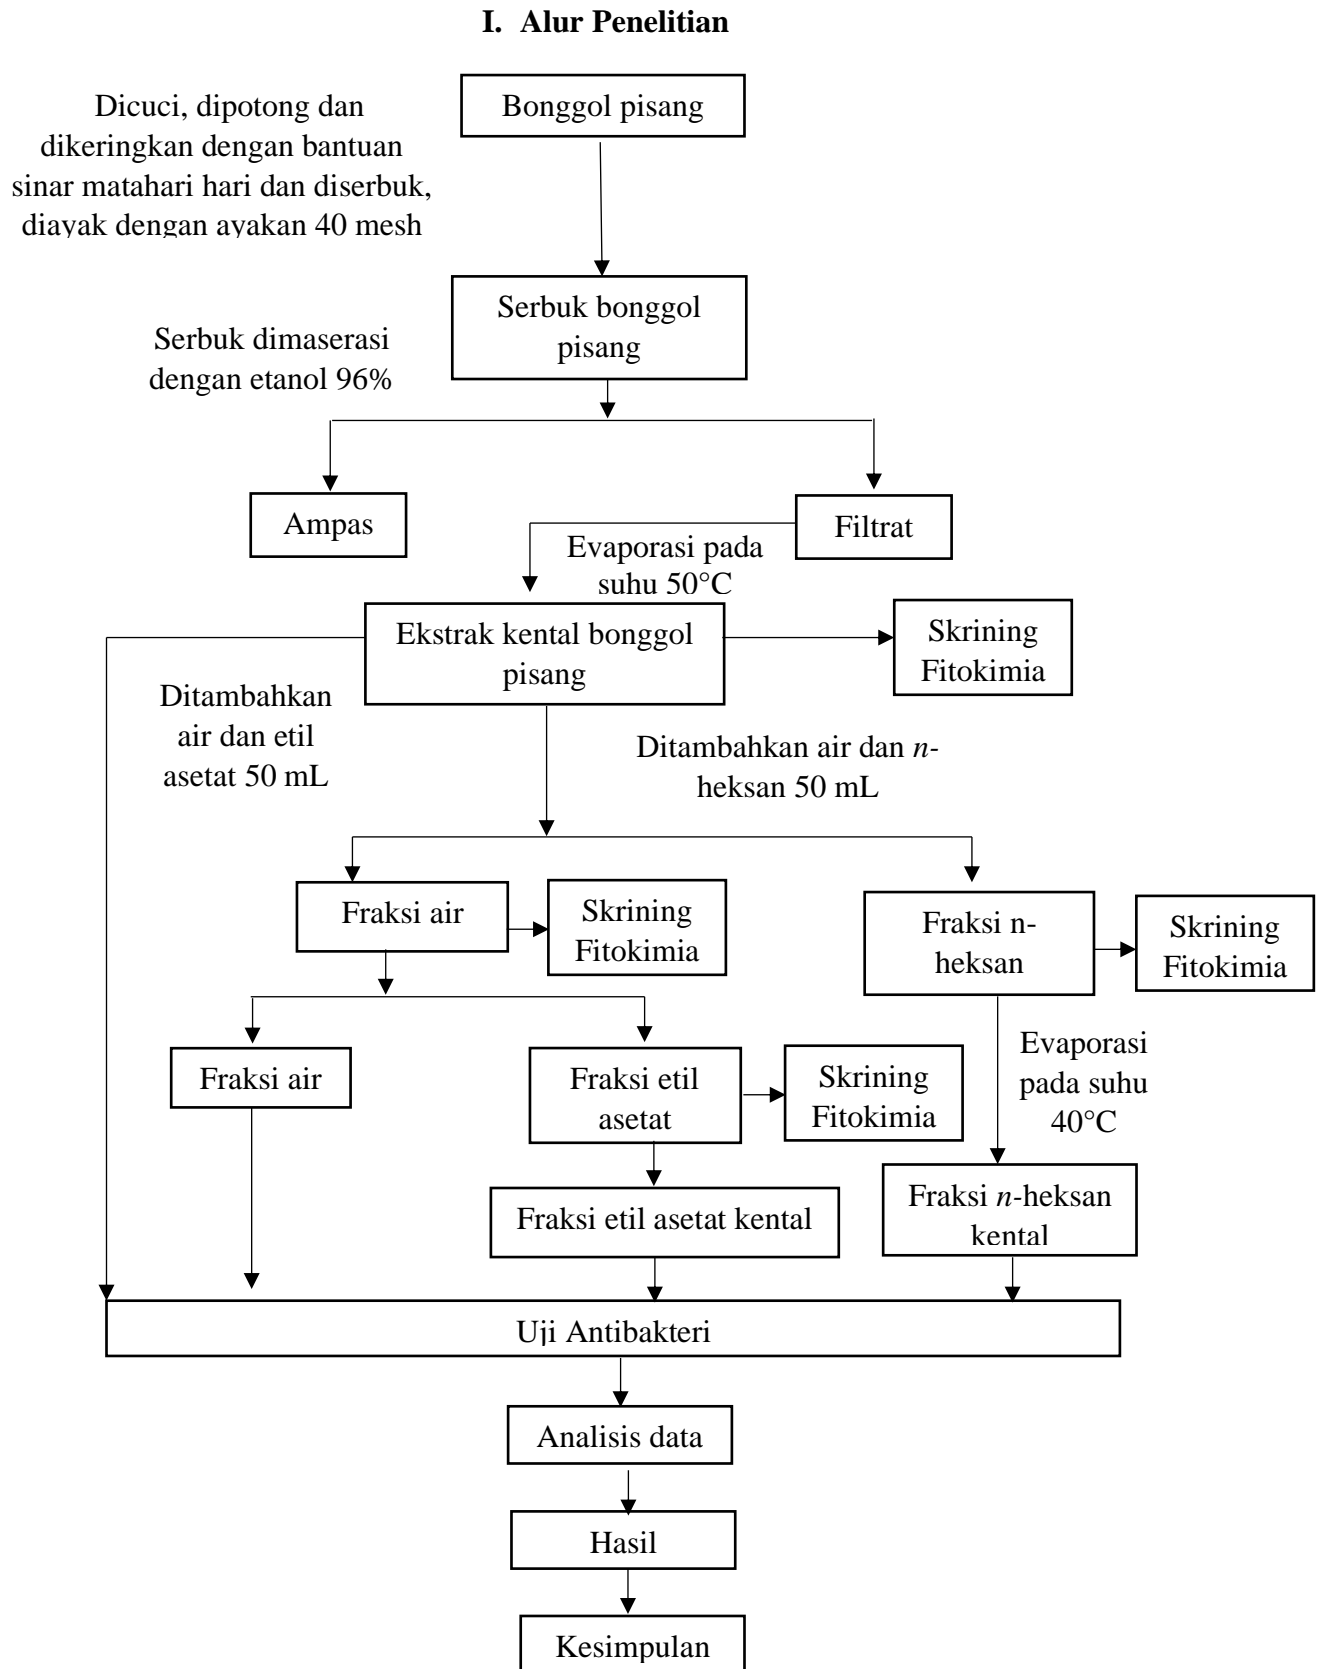 I. Alur Penelitian
Bonggol pisang
Dicuci, dipotong dan
dikeringkan dengan bantuan
sinar matahari hari dan diserbuk,
diayak dengan ayakan 40 mesh
Serbuk bonggol
pisang
Serbuk dimaserasi
dengan etanol 96%
Ampas
Filtrat
Evaporasi pada
suhu 50°C
Ekstrak kental bonggol
pisang
Skrining
Fitokimia
Ditambahkan
air dan etil
asetat 50 mL
Ditambahkan air dan n-
heksan 50 mL
Fraksi air
Skrining
Fitokimia
Fraksi n-
heksan
Skrining
Fitokimia
Fraksi air
Fraksi etil
asetat
Skrining
Fitokimia
Evaporasi
pada suhu
40°C
Fraksi etil asetat kental
Fraksi n-heksan
kental
Uji Antibakteri
Analisis data
Hasil
Kesimpulan